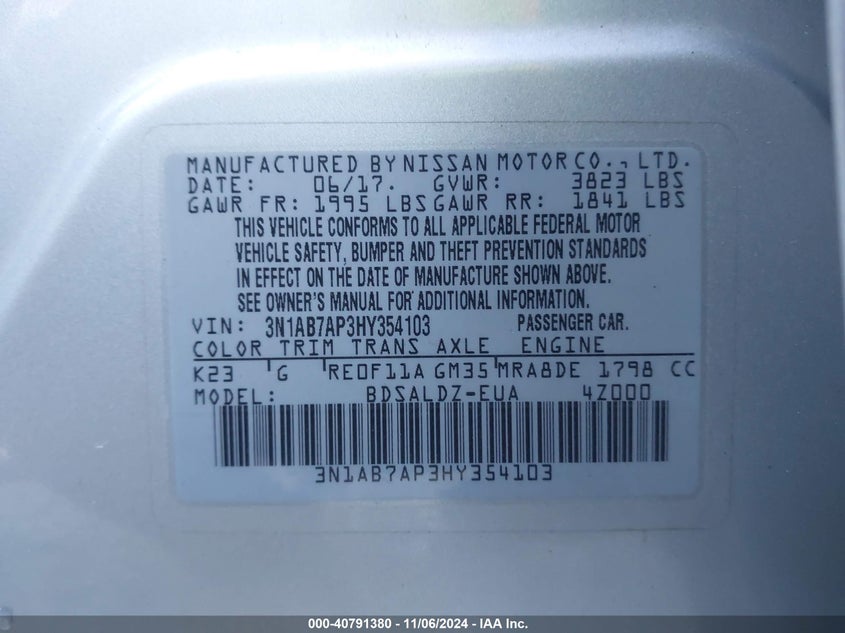 MANUFACTURED BY NISSAN MOTOR CO., LTD.
DATE: 06/17. GVWR: 3823 LBS
GAWR FR: 1995 LBS GAWR RR: 1841 LBS
THIS VEHICLE CONFORMS TO ALL APPLICABLE FEDERAL MOTOR
VEHICLE SAFETY, BUMPER AND THEFT PREVENTION STANDARDS
IN EFFECT ON THE DATE OF MANUFACTURE SHOWN ABOVE.
SEE OWNER'S MANUAL FOR ADDITIONAL INFORMATION.
VIN: 3N1AB7AP3HY354103 PASSENGER CAR.
COLOR TRIM TRANS AXLE ENGINE
K23 G RE0F11A GM35 MRA8DE 1798 CC
MODEL: BDSALDZ-EUA 4Z000
3N1AB7AP3HY354103
000-40791380 - 11/06/2024 - IAA Inc.